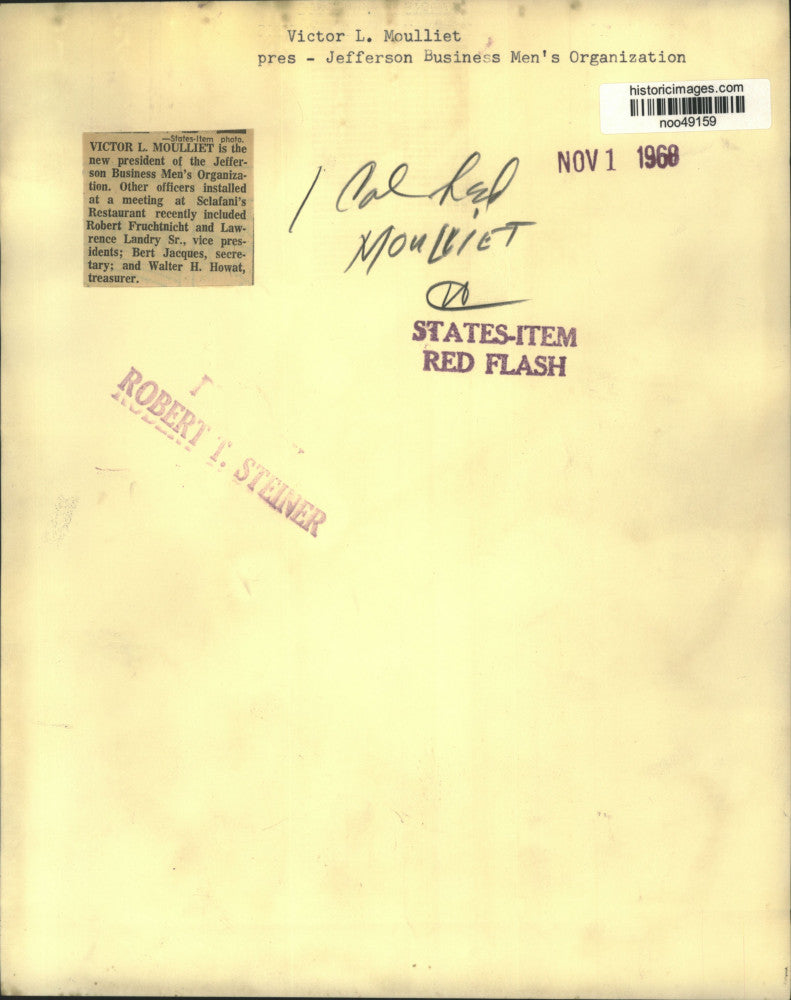 Victor L. Moulliet
pres - Jefferson Business Men's Organization
historicimages.com
noo49159
NOV 1 1968
—States-Item photo.
VICTOR L. MOULLIET is the
new president of the Jeffer-
son Business Men's Organiza-
tion. Other officers installed
at a meeting at Sclafani's
Restaurant recently included
Robert Fruchtnicht and Law-
rence Landry Sr., vice pres-
idents; Bert Jacques, secre-
tary; and Walter H. Howat,
treasurer.
1 Col
MOULLIET
STATES-ITEM
RED FLASH
ROBERT T. STEINER